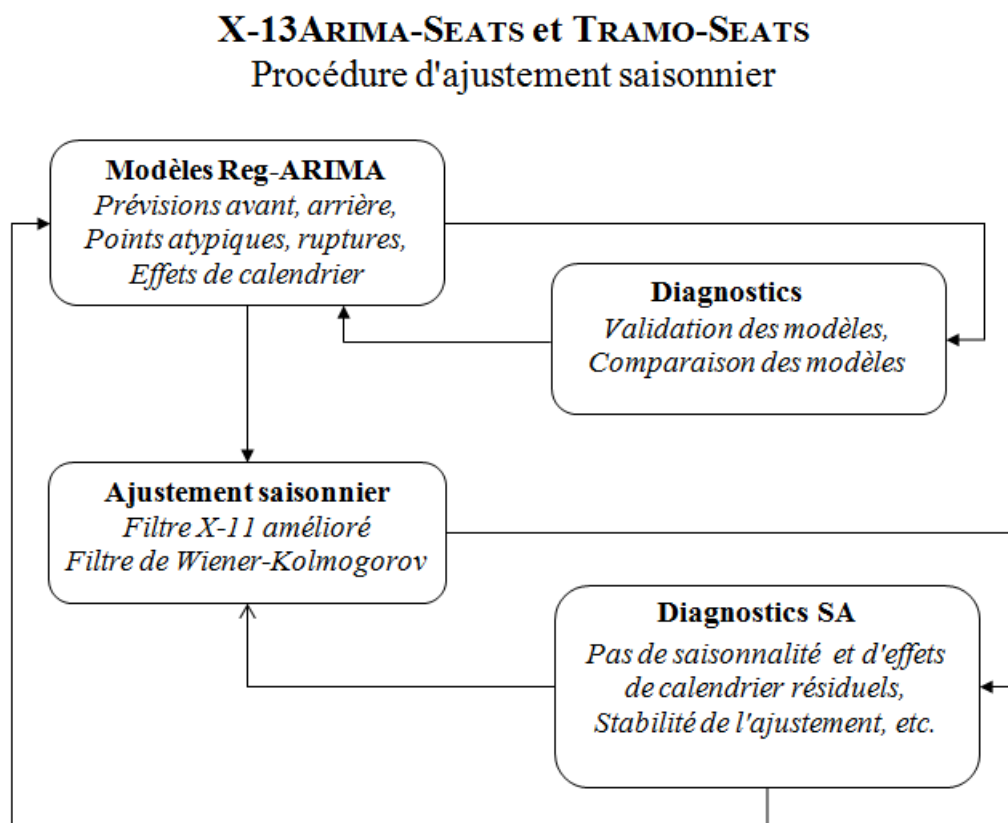 X-13ARIMA-SEATS et TRAMO-SEATS
Procédure d'ajustement saisonnier
Modèles Reg-ARIMA
Prévisions avant, arrière,
Points atypiques, ruptures,
Effets de calendrier
Diagnostics
Validation des modèles,
Comparaison des modèles
Ajustement saisonnier
Filtre X-11 amélioré
Filtre de Wiener-Kolmogorov
Diagnostics SA
Pas de saisonnalité et d'effets
de calendrier résiduels,
Stabilité de l'ajustement, etc.